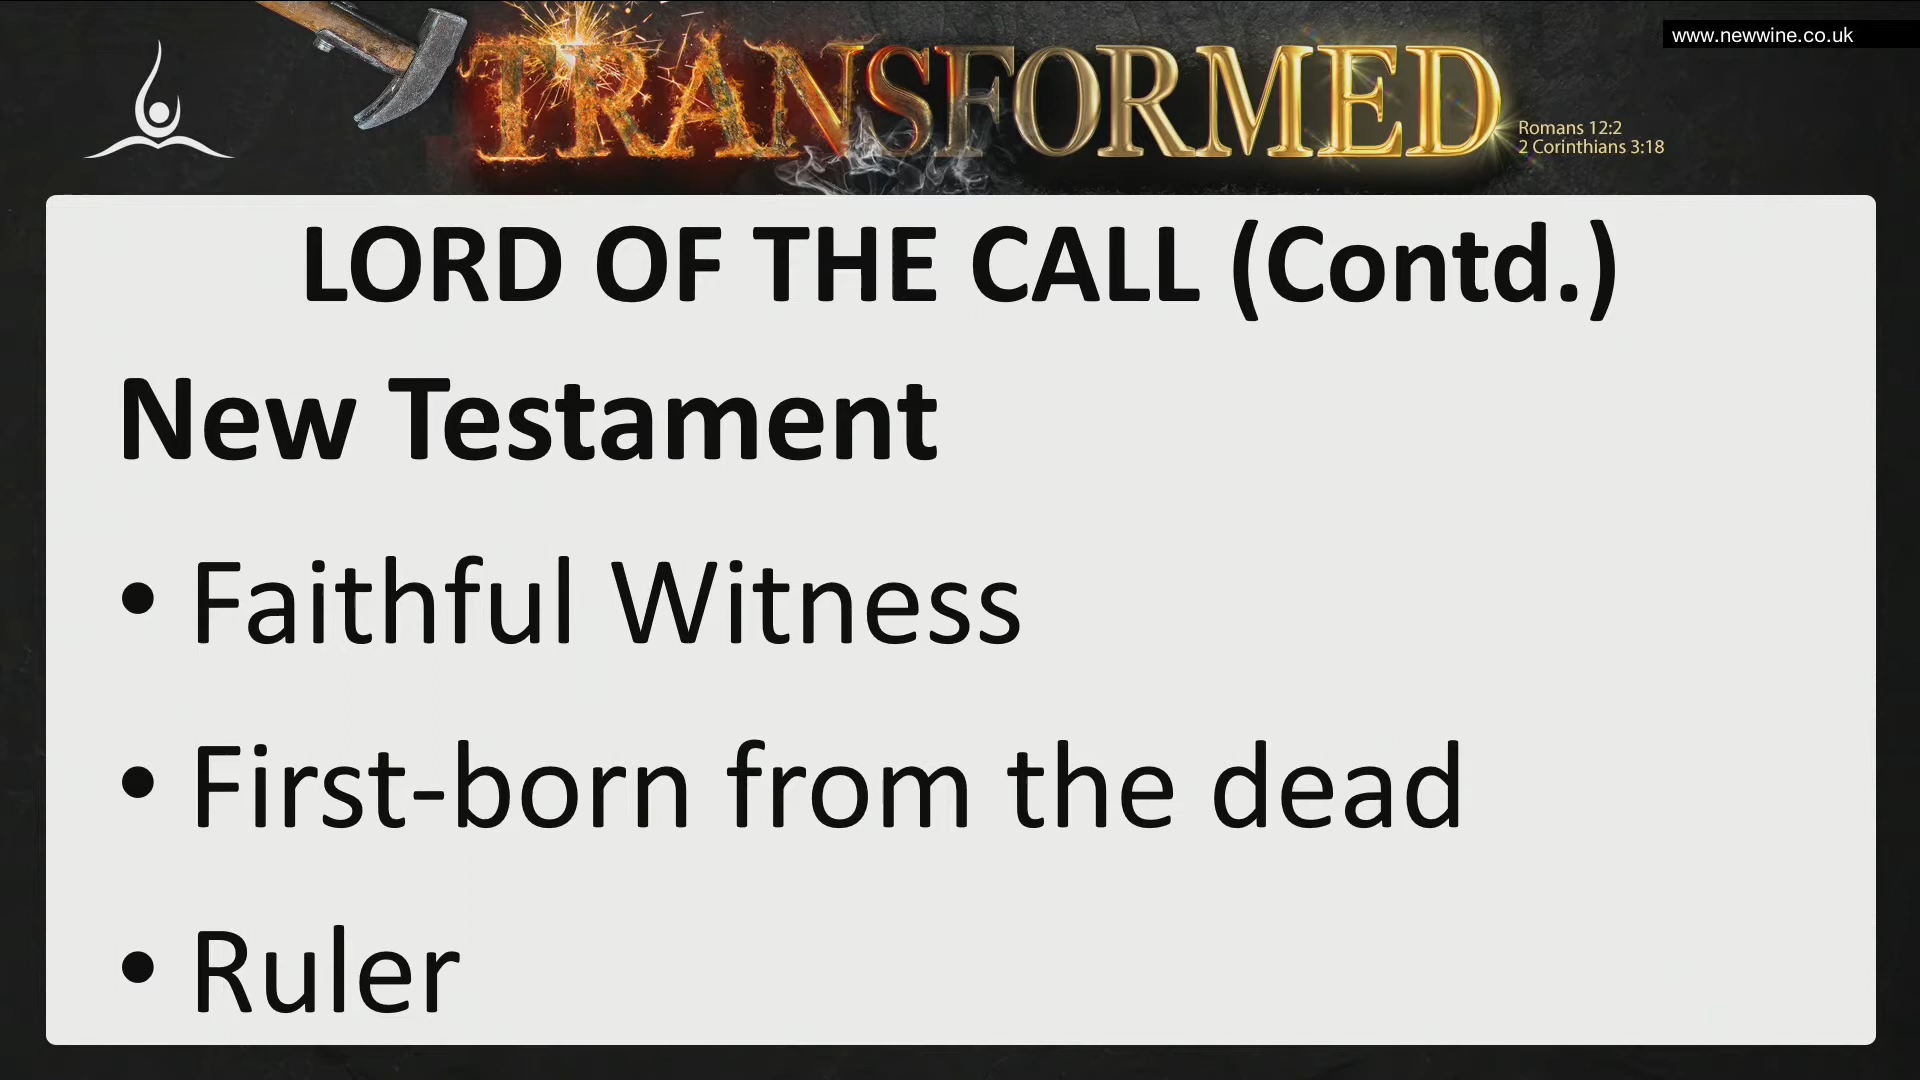 TRANSFORMED
www.newwine.co.uk
Romans 12:2
2 Corinthians 3:18
LORD OF THE CALL (Contd.)
New Testament
• Faithful Witness
• First-born from the dead
• Ruler